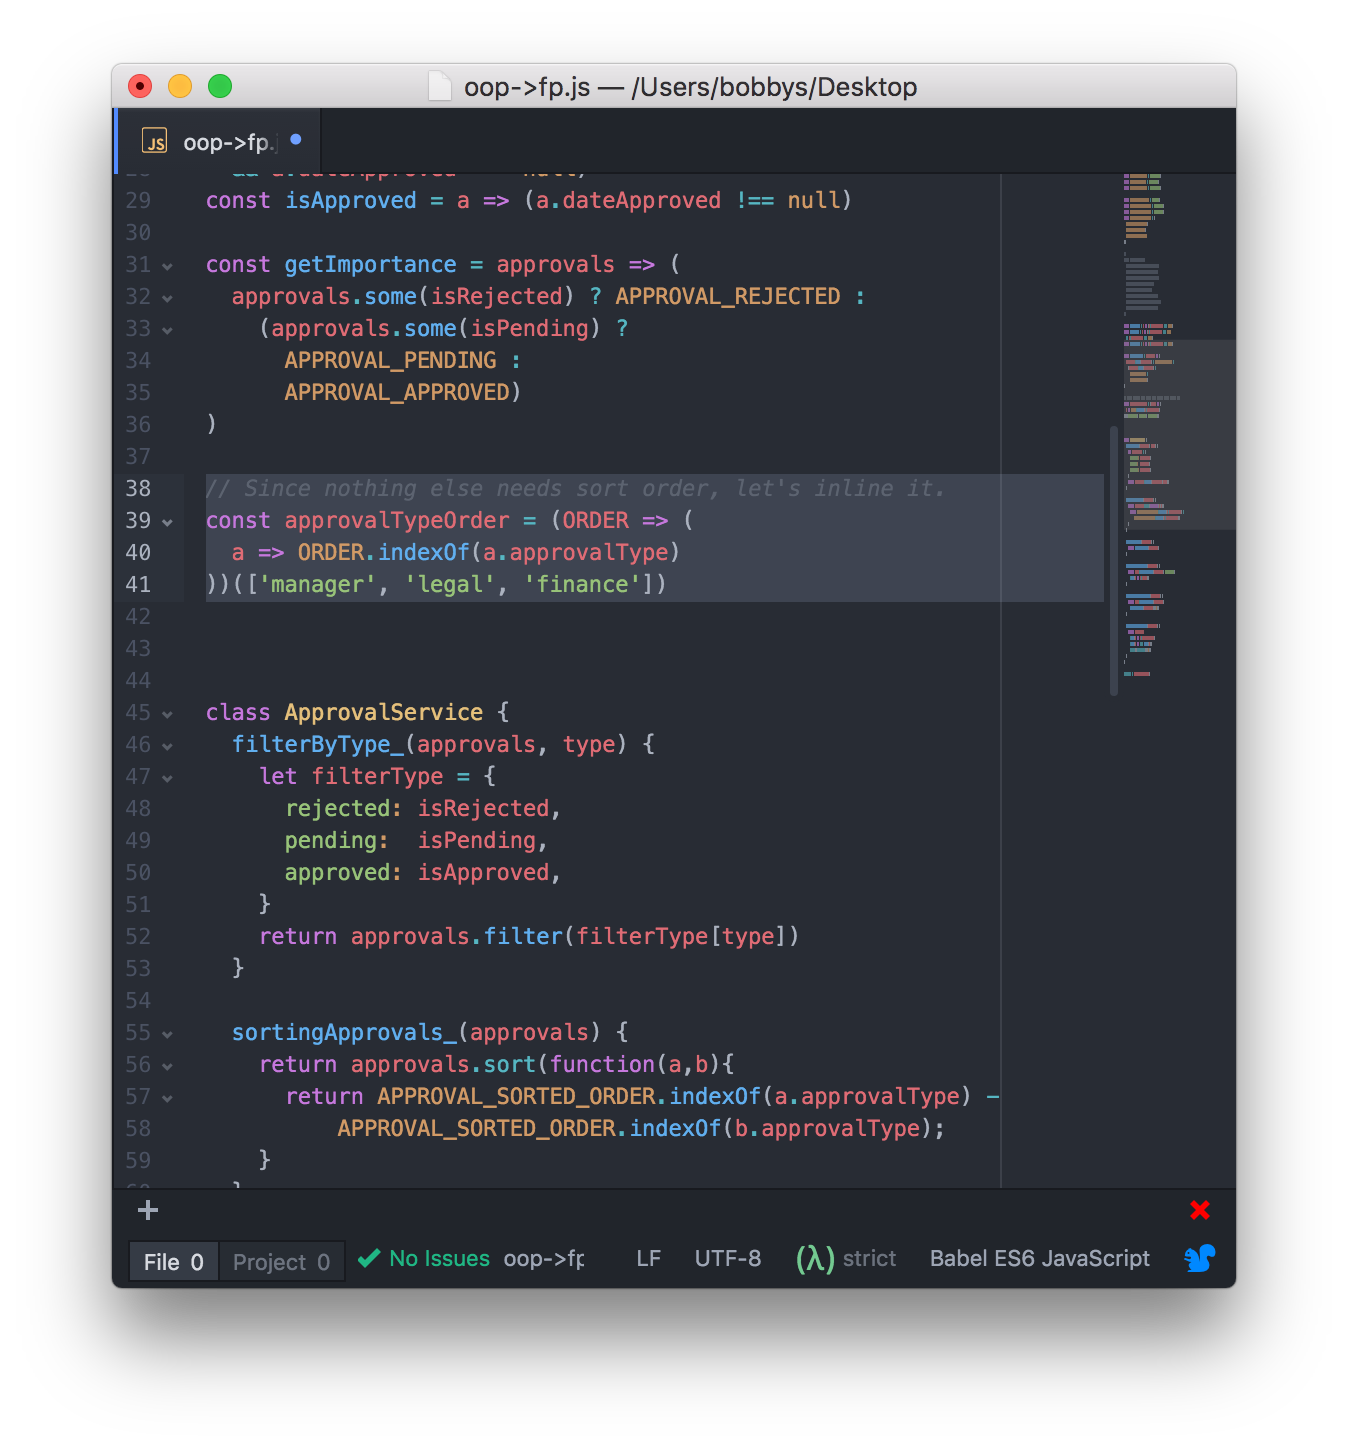 oop->fp.js — /Users/bobbys/Desktop
JS oop->fp.j
29 const isApproved = a => (a.dateApproved !== null)
30
31 const getImportance = approvals => (
32 approvals.some(isRejected) ? APPROVAL_REJECTED :
33 (approvals.some(isPending) ?
34 APPROVAL_PENDING :
35 APPROVAL_APPROVED)
36 )
37
38 // Since nothing else needs sort order, let's inline it.
39 const approvalTypeOrder = (ORDER => (
40 a => ORDER.indexOf(a.approvalType)
41 ))(['manager', 'legal', 'finance'])
42
43
44
45 class ApprovalService {
46 filterByType_(approvals, type) {
47 let filterType = {
48 rejected: isRejected,
49 pending:  isPending,
50 approved: isApproved,
51 }
52 return approvals.filter(filterType[type])
53 }
54
55 sortingApprovals_(approvals) {
56 return approvals.sort(function(a,b){
57 return APPROVAL_SORTED_ORDER.indexOf(a.approvalType) -
58 APPROVAL_SORTED_ORDER.indexOf(b.approvalType);
59 }
File 0 Project 0 No Issues oop->fp LF UTF-8 (λ) strict Babel ES6 JavaScript